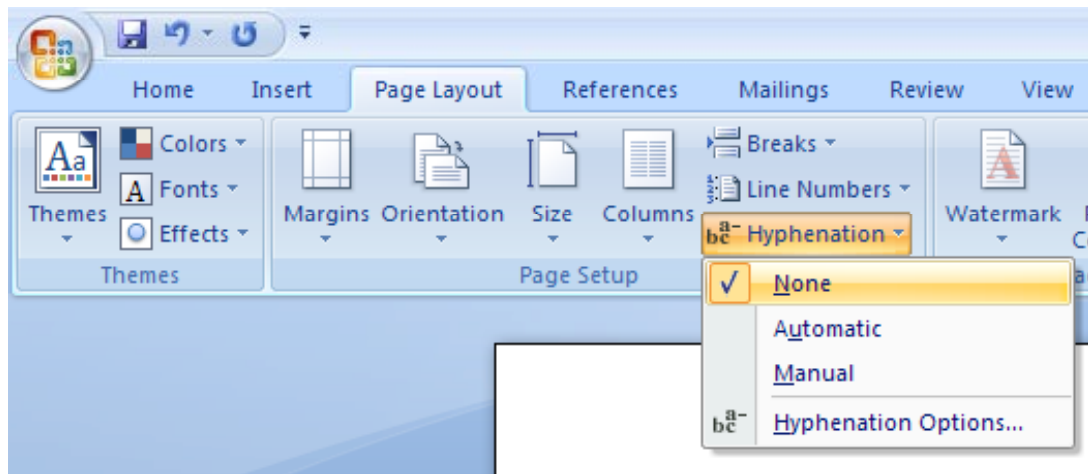 Home Insert Page Layout References Mailings Review View
Aa Colors Breaks
A Fonts Line Numbers
Themes Margins Orientation Size Columns Watermark
Effects Hyphenation
Themes Page Setup
None
Automatic
Manual
Hyphenation Options...